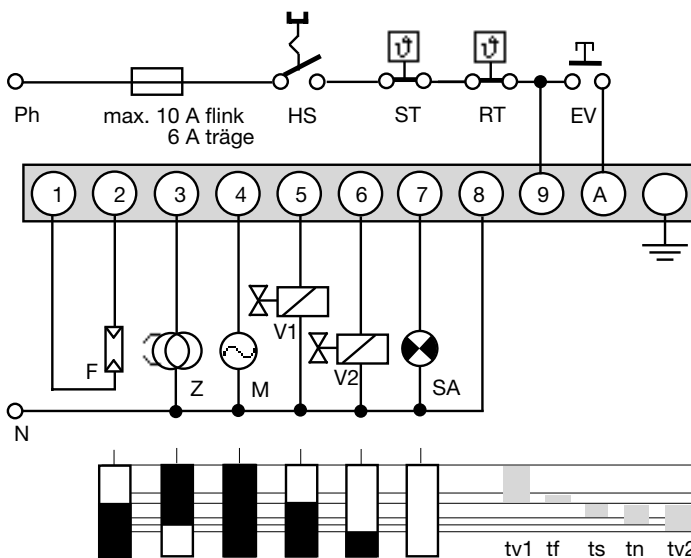 ϑ ϑ
Ph max. 10 A flink HS ST RT EV
6 A träge
1 2 3 4 5 6 7 8 9 A
V1
F Z M V2 SA
N
tv1 tf ts tn tv2